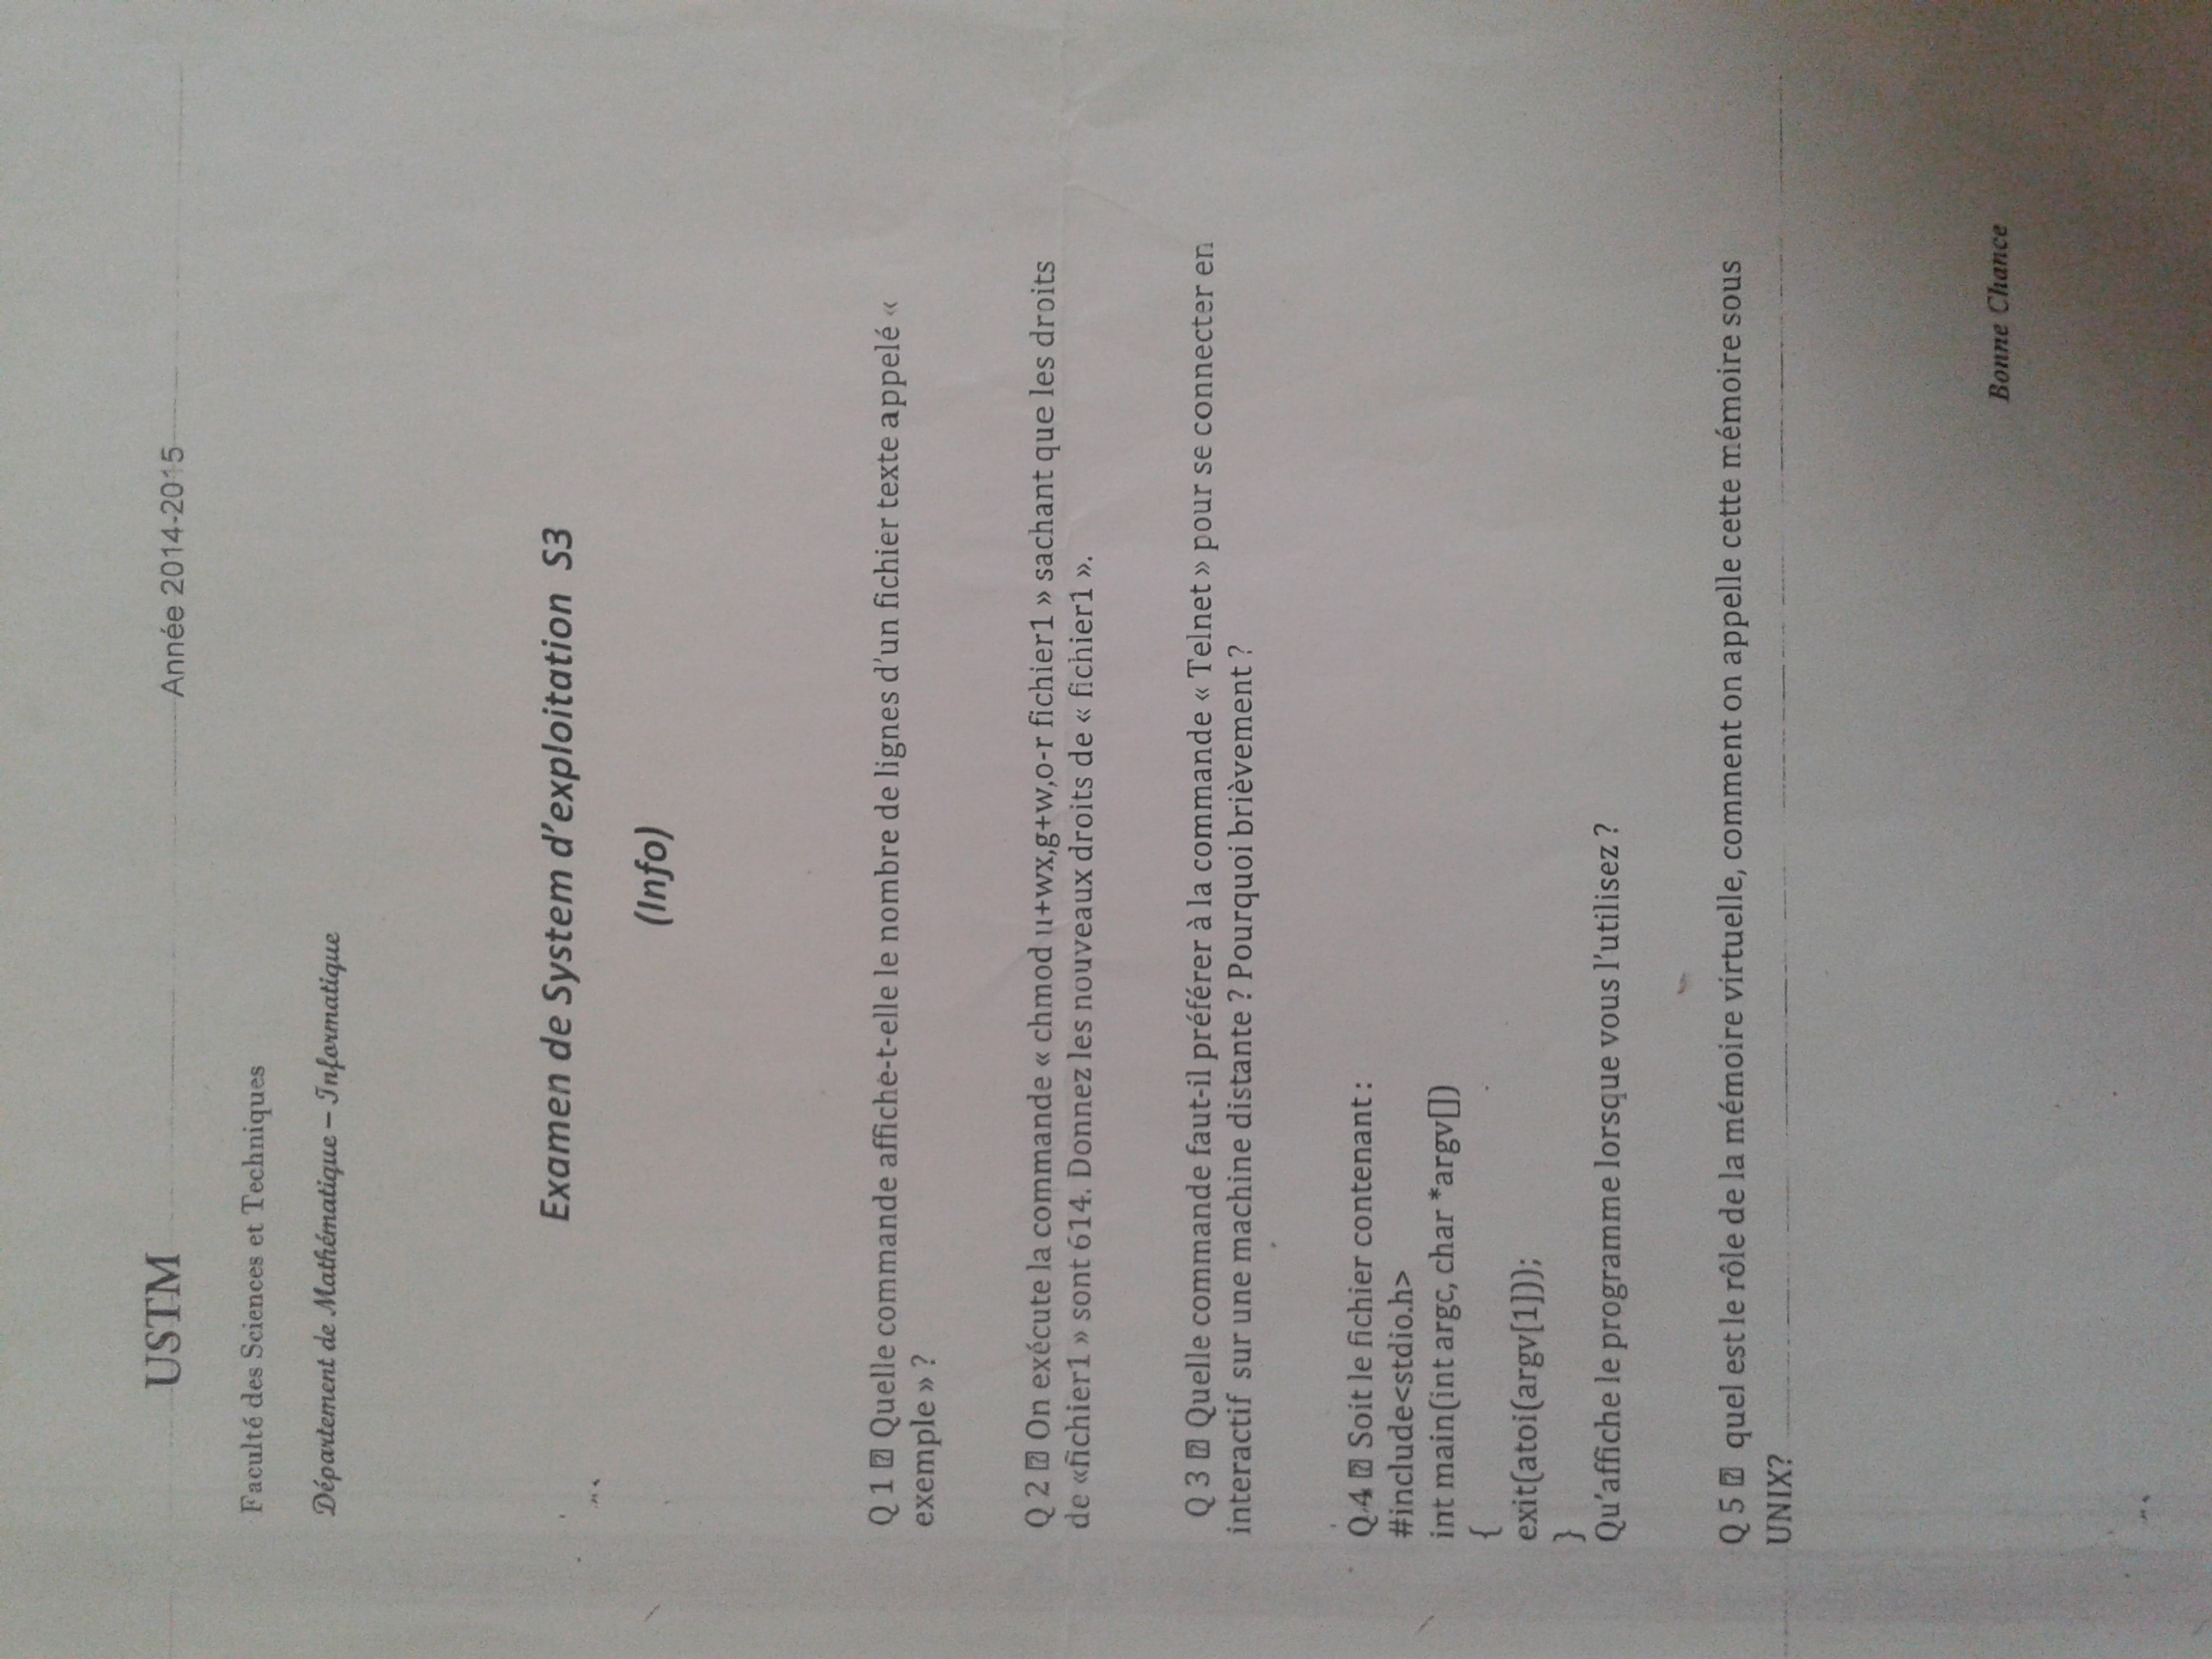 USTM
Année 2014-2015
Faculté des Sciences et Techniques
Département de Mathématique – Informatique
Examen de System d'exploitation S3
(Info)
Q 1 ⍰ Quelle commande affiche-t-elle le nombre de lignes d'un fichier texte appelé «
exemple » ?
Q 2 ⍰ On exécute la commande « chmod u+wx,g+w,o-r fichier1 » sachant que les droits
de «fichier1 » sont 614. Donnez les nouveaux droits de « fichier1 ».
Q 3 ⍰ Quelle commande faut-il préférer à la commande « Telnet » pour se connecter en
interactif sur une machine distante ? Pourquoi brièvement ?
Q 4 ⍰ Soit le fichier contenant :
#include<stdio.h>
int main(int argc, char *argv[])
{
exit(atoi(argv[1]));
}
Qu'affiche le programme lorsque vous l'utilisez ?
Q 5 ⍰ quel est le rôle de la mémoire virtuelle, comment on appelle cette mémoire sous
UNIX?
Bonne Chance